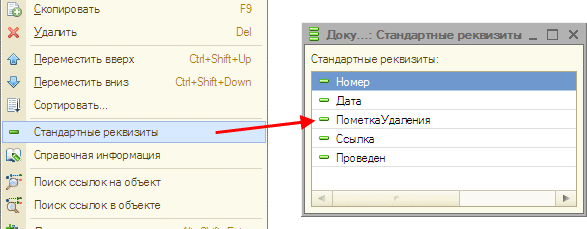 Скопировать F9
Удалить Del
Переместить вверх Ctrl+Shift+Up
Переместить вниз Ctrl+Shift+Down
Сортировать...
Стандартные реквизиты
Справочная информация
Поиск ссылок на объект
Поиск ссылок в объекте
Доку...: Стандартные реквизиты
Стандартные реквизиты:
Номер
Дата
ПометкаУдаления
Ссылка
Проведен